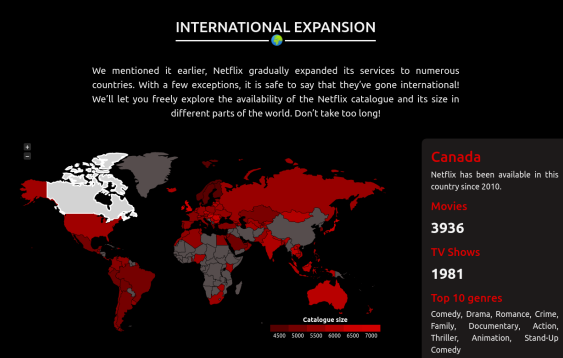 INTERNATIONAL EXPANSION
We mentioned it earlier, Netflix gradually expanded its services to numerous
countries. With a few exceptions, it is safe to say that they've gone international!
We'll let you freely explore the availability of the Netflix catalogue and its size in
different parts of the world. Don't take too long!
+
−
Canada
Netflix has been available in this
country since 2010.
Movies
3936
TV Shows
1981
Top 10 genres
Comedy, Drama, Romance, Crime,
Family, Documentary, Action,
Thriller, Animation, Stand-Up
Comedy
Catalogue size
4500 5000 5500 6000 6500 7000